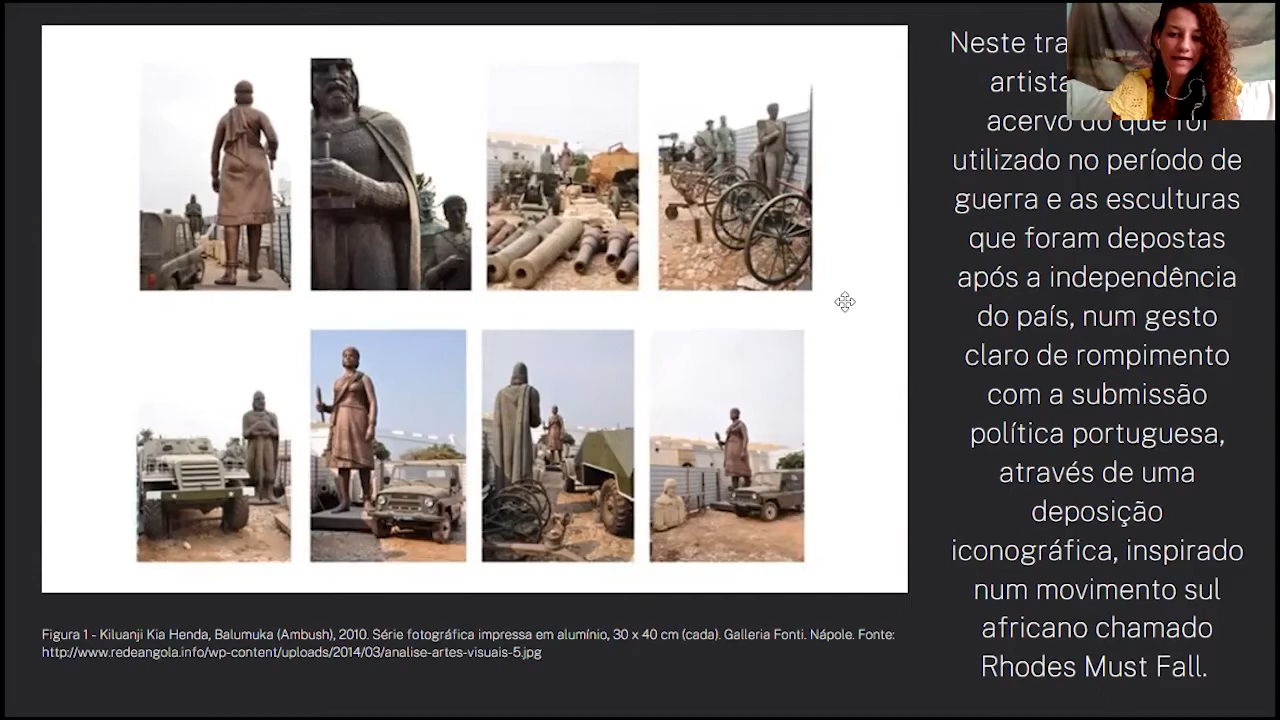 Neste
artista
acervo do que foi
utilizado no período de
guerra e as esculturas
que foram depostas
após a independência
do país, num gesto
claro de rompimento
com a submissão
política portuguesa,
através de uma
deposição
iconográfica, inspirado
num movimento sul
africano chamado
Rhodes Must Fall.
Figura 1 - Kiluanji Kia Henda, Balumuka (Ambush), 2010. Série fotográfica impressa em alumínio, 30 x 40 cm (cada). Galleria Fonti. Nápole. Fonte:
http://www.redeangola.info/wp-content/uploads/2014/03/analise-artes-visuais-5.jpg